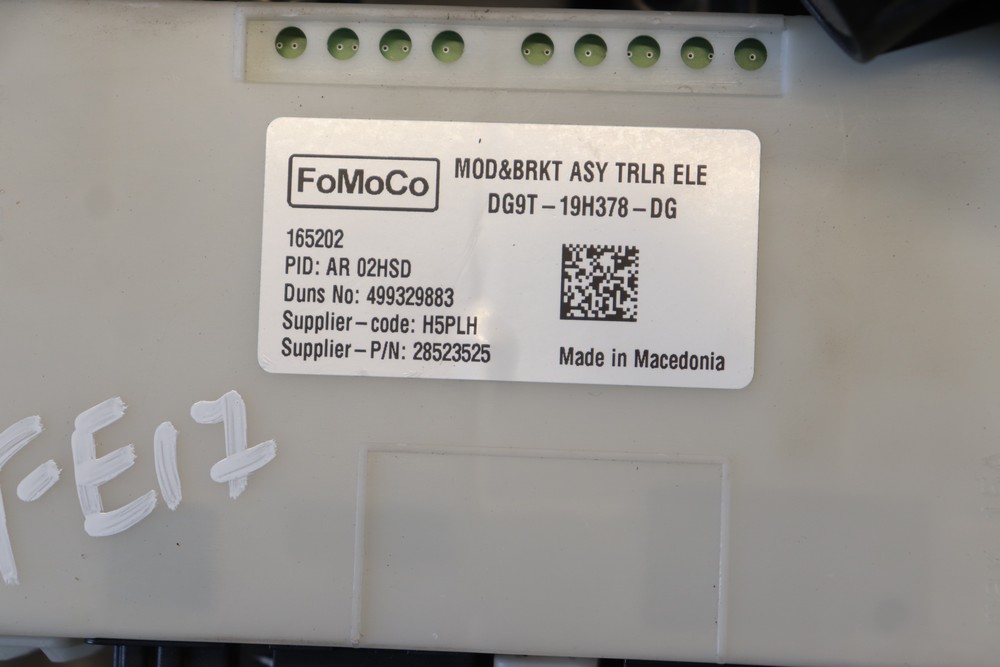 FoMoCo
MOD&BRKT ASY TRLR ELE
DG9T-19H378-DG
165202
PID: AR 02HSD
Duns No: 499329883
Supplier-code: H5PLH
Supplier-P/N: 28523525
Made in Macedonia
-E17